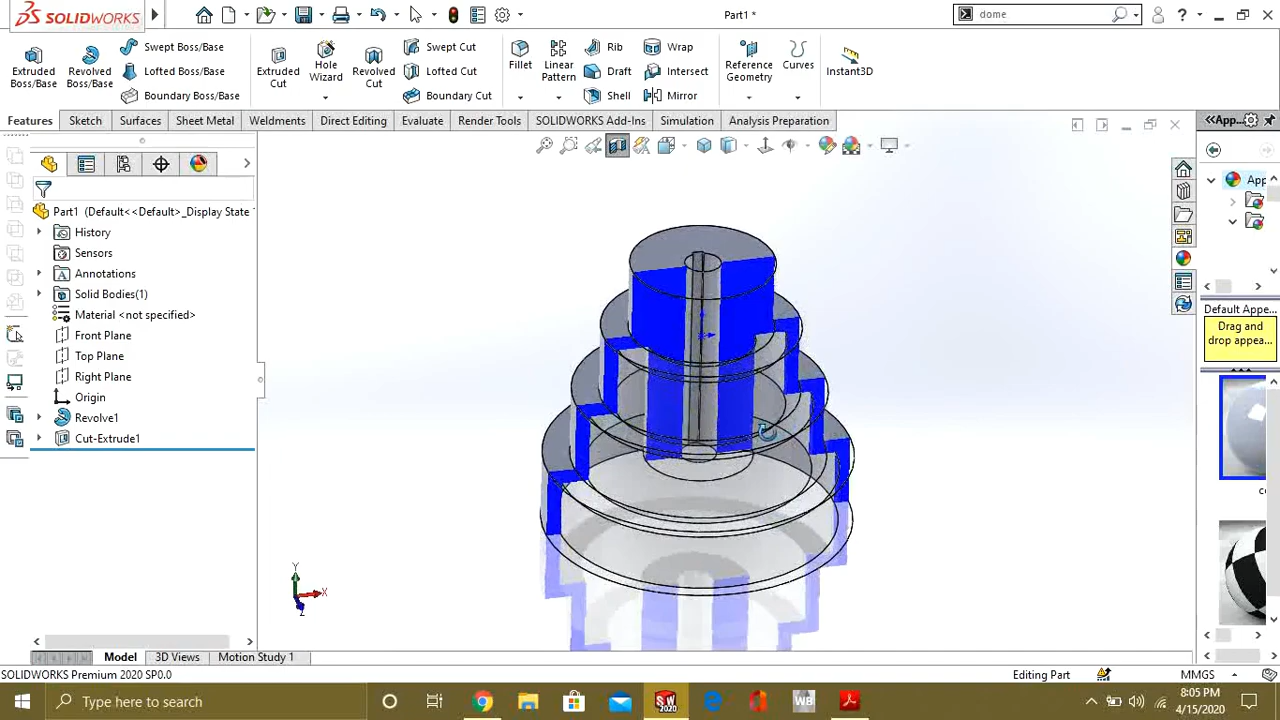 SOLIDWORKS
Part1 *
dome
Extruded Boss/Base
Revolved Boss/Base
Swept Boss/Base
Lofted Boss/Base
Boundary Boss/Base
Extruded Cut
Hole Wizard
Revolved Cut
Swept Cut
Lofted Cut
Boundary Cut
Fillet
Linear Pattern
Rib
Draft
Shell
Wrap
Intersect
Mirror
Reference Geometry
Curves
Instant3D
Features
Sketch
Surfaces
Sheet Metal
Weldments
Direct Editing
Evaluate
Render Tools
SOLIDWORKS Add-Ins
Simulation
Analysis Preparation
<<App...
App
Part1 (Default<<Default>_Display State
History
Sensors
Annotations
Solid Bodies(1)
Material <not specified>
Front Plane
Top Plane
Right Plane
Origin
Revolve1
Cut-Extrude1
Default Appe...
Drag and
drop appea...
Y
X
Z
Model
3D Views
Motion Study 1
SOLIDWORKS Premium 2020 SP0.0
Editing Part
MMGS
Type here to search
SW
2020
WB
8:05 PM
4/15/2020